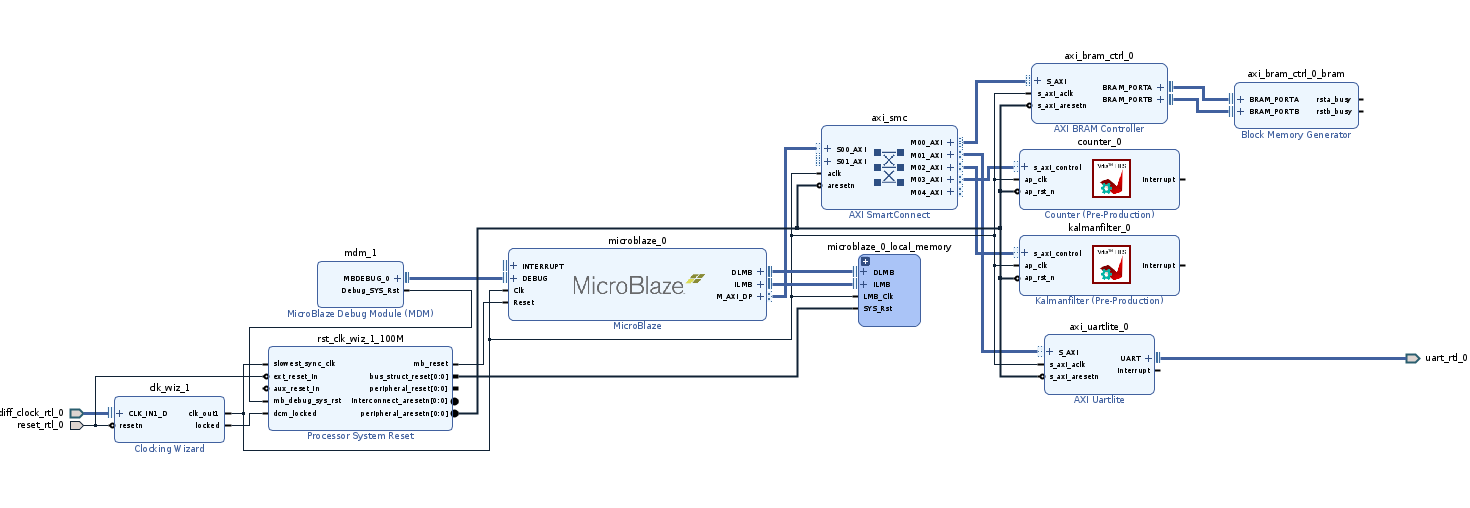 axi_bram_ctrl_0
S_AXI
s_axi_aclk
s_axi_aresetn
BRAM_PORTA
BRAM_PORTB
AXI BRAM Controller
axi_bram_ctrl_0_bram
BRAM_PORTA
BRAM_PORTB
rsta_busy
rstb_busy
Block Memory Generator
axi_smc
S00_AXI
S01_AXI
aclk
aresetn
M00_AXI
M01_AXI
M02_AXI
M03_AXI
M04_AXI
AXI SmartConnect
counter_0
s_axi_control
ap_clk
ap_rst_n
interrupt
Counter (Pre-Production)
kalmanfilter_0
s_axi_control
ap_clk
ap_rst_n
interrupt
Kalmanfilter (Pre-Production)
mdm_1
MBDEBUG_0
Debug_SYS_Rst
MicroBlaze Debug Module (MDM)
microblaze_0
INTERRUPT
DEBUG
Clk
Reset
MicroBlaze
DLMB
ILMB
M_AXI_DP
MicroBlaze
microblaze_0_local_memory
DLMB
ILMB
LMB_Clk
SYS_Rst
axi_uartlite_0
S_AXI
s_axi_aclk
s_axi_aresetn
UART
interrupt
AXI Uartlite
uart_rtl_0
rst_clk_wiz_1_100M
slowest_sync_clk
ext_reset_in
aux_reset_in
mb_debug_sys_rst
dcm_locked
mb_reset
bus_struct_reset[0:0]
peripheral_reset[0:0]
interconnect_aresetn[0:0]
peripheral_aresetn[0:0]
Processor System Reset
clk_wiz_1
CLK_IN1_D
resetn
clk_out1
locked
Clocking Wizard
diff_clock_rtl_0
reset_rtl_0